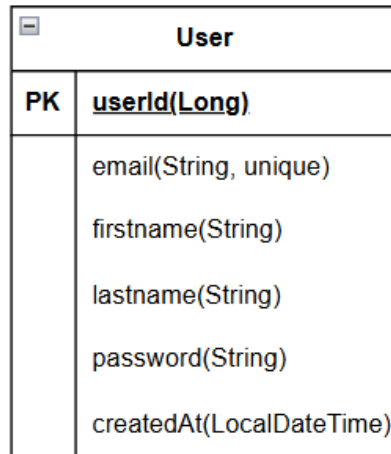 User
PK userId(Long)
email(String, unique)
firstname(String)
lastname(String)
password(String)
createdAt(LocalDateTime)